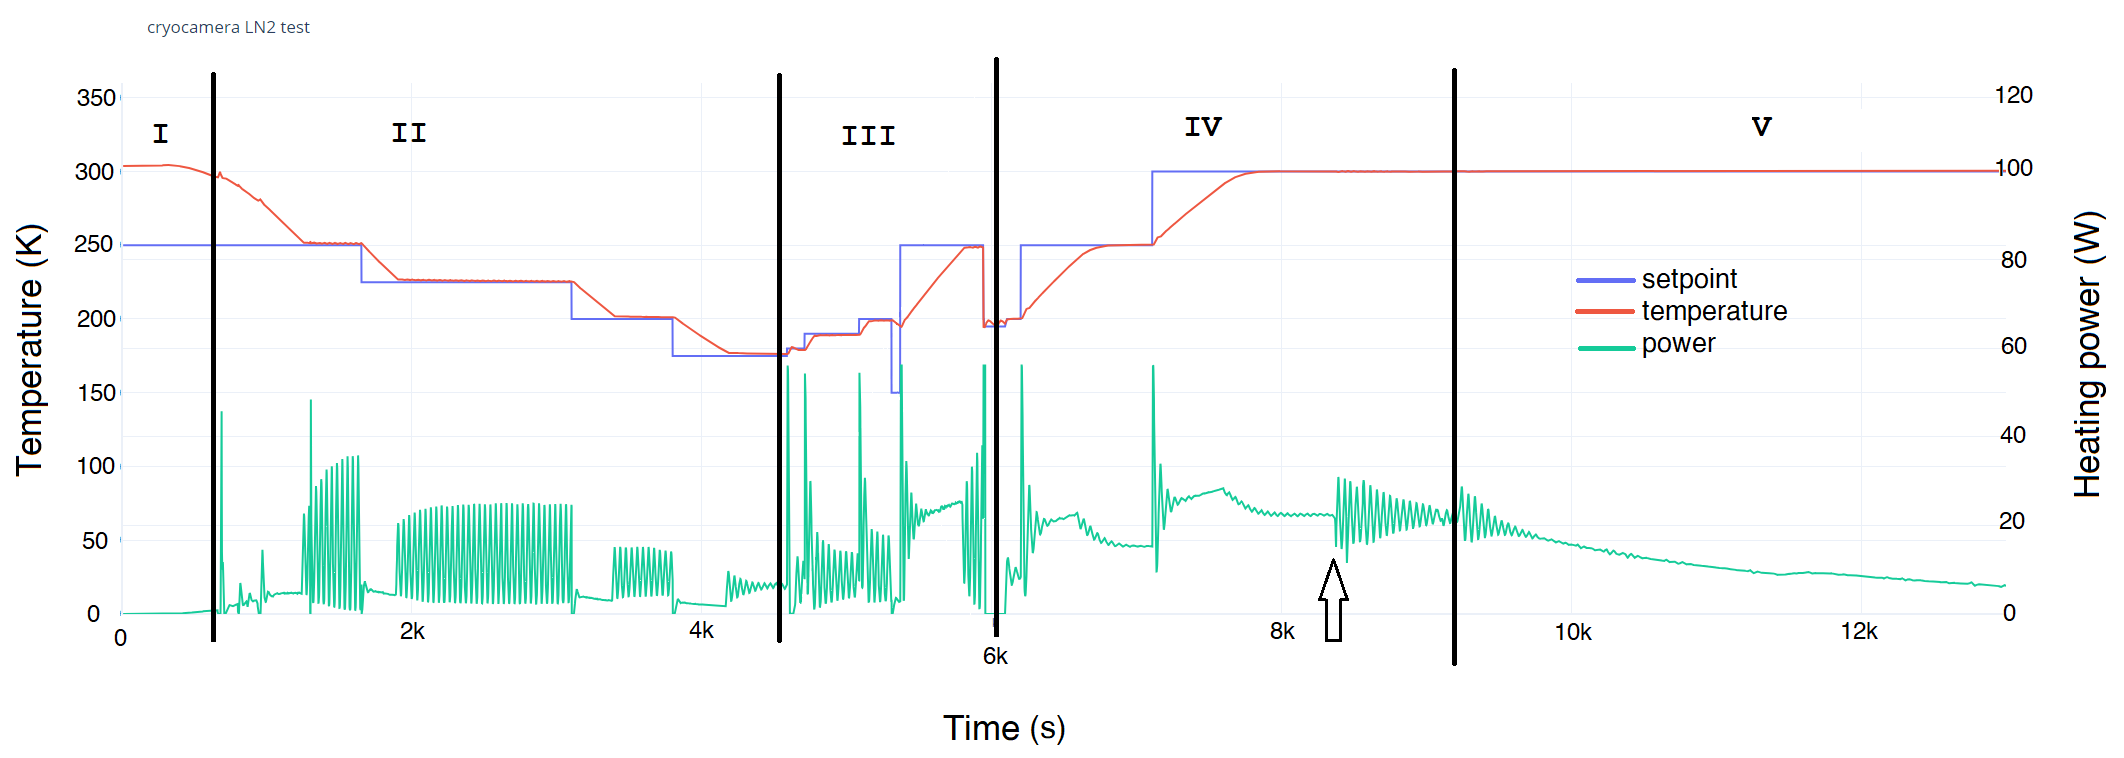 cryocamera LN2 test
350
300
250
200
150
100
50
0
Temperature (K)
I
II
III
IV
V
120
100
80
60
40
20
0
Heating power (W)
setpoint
temperature
power
0
2k
4k
6k
8k
10k
12k
Time (s)